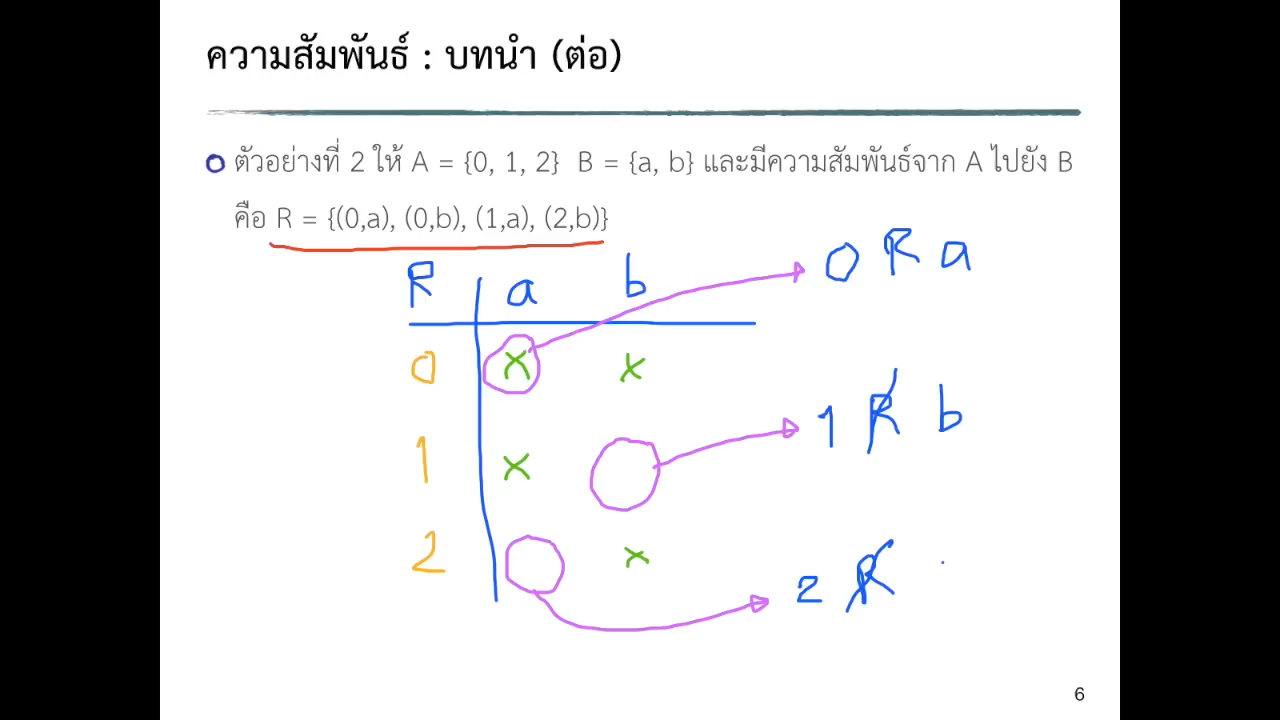 ความสัมพันธ์ : บทนำ (ต่อ)
ตัวอย่างที่ 2 ให้ A = {0, 1, 2} B = {a, b} และมีความสัมพันธ์จาก A ไปยัง B
คือ R = {(0,a), (0,b), (1,a), (2,b)}
R a b
0 x x
0 R a
1 x
1 R̸ b
2 x
2 R̸
6